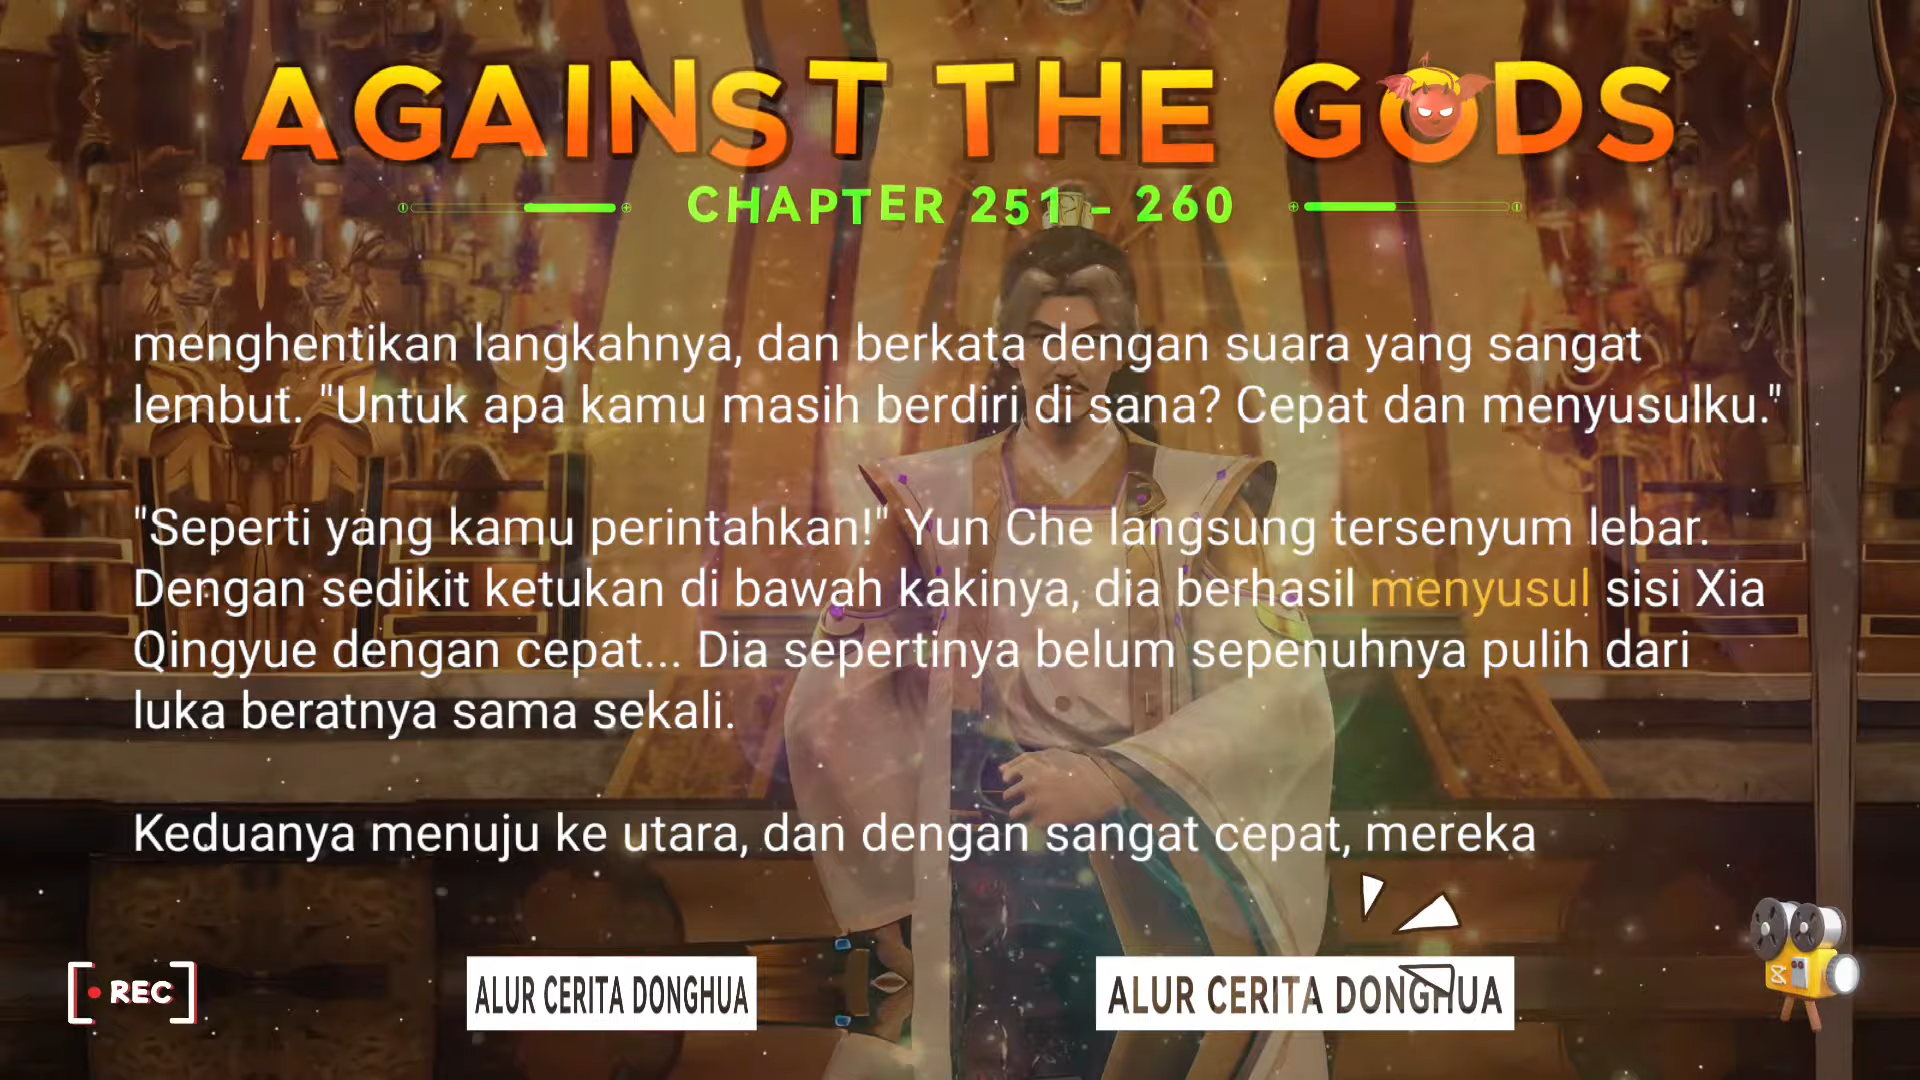 AGAINST THE GODS
CHAPTER 251 - 260
menghentikan langkahnya, dan berkata dengan suara yang sangat
lembut. "Untuk apa kamu masih berdiri di sana? Cepat dan menyusulku."
"Seperti yang kamu perintahkan!" Yun Che langsung tersenyum lebar.
Dengan sedikit ketukan di bawah kakinya, dia berhasil menyusul sisi Xia
Qingyue dengan cepat... Dia sepertinya belum sepenuhnya pulih dari
luka beratnya sama sekali.
Keduanya menuju ke utara, dan dengan sangat cepat, mereka
REC
ALUR CERITA DONGHUA
ALUR CERITA DONGHUA